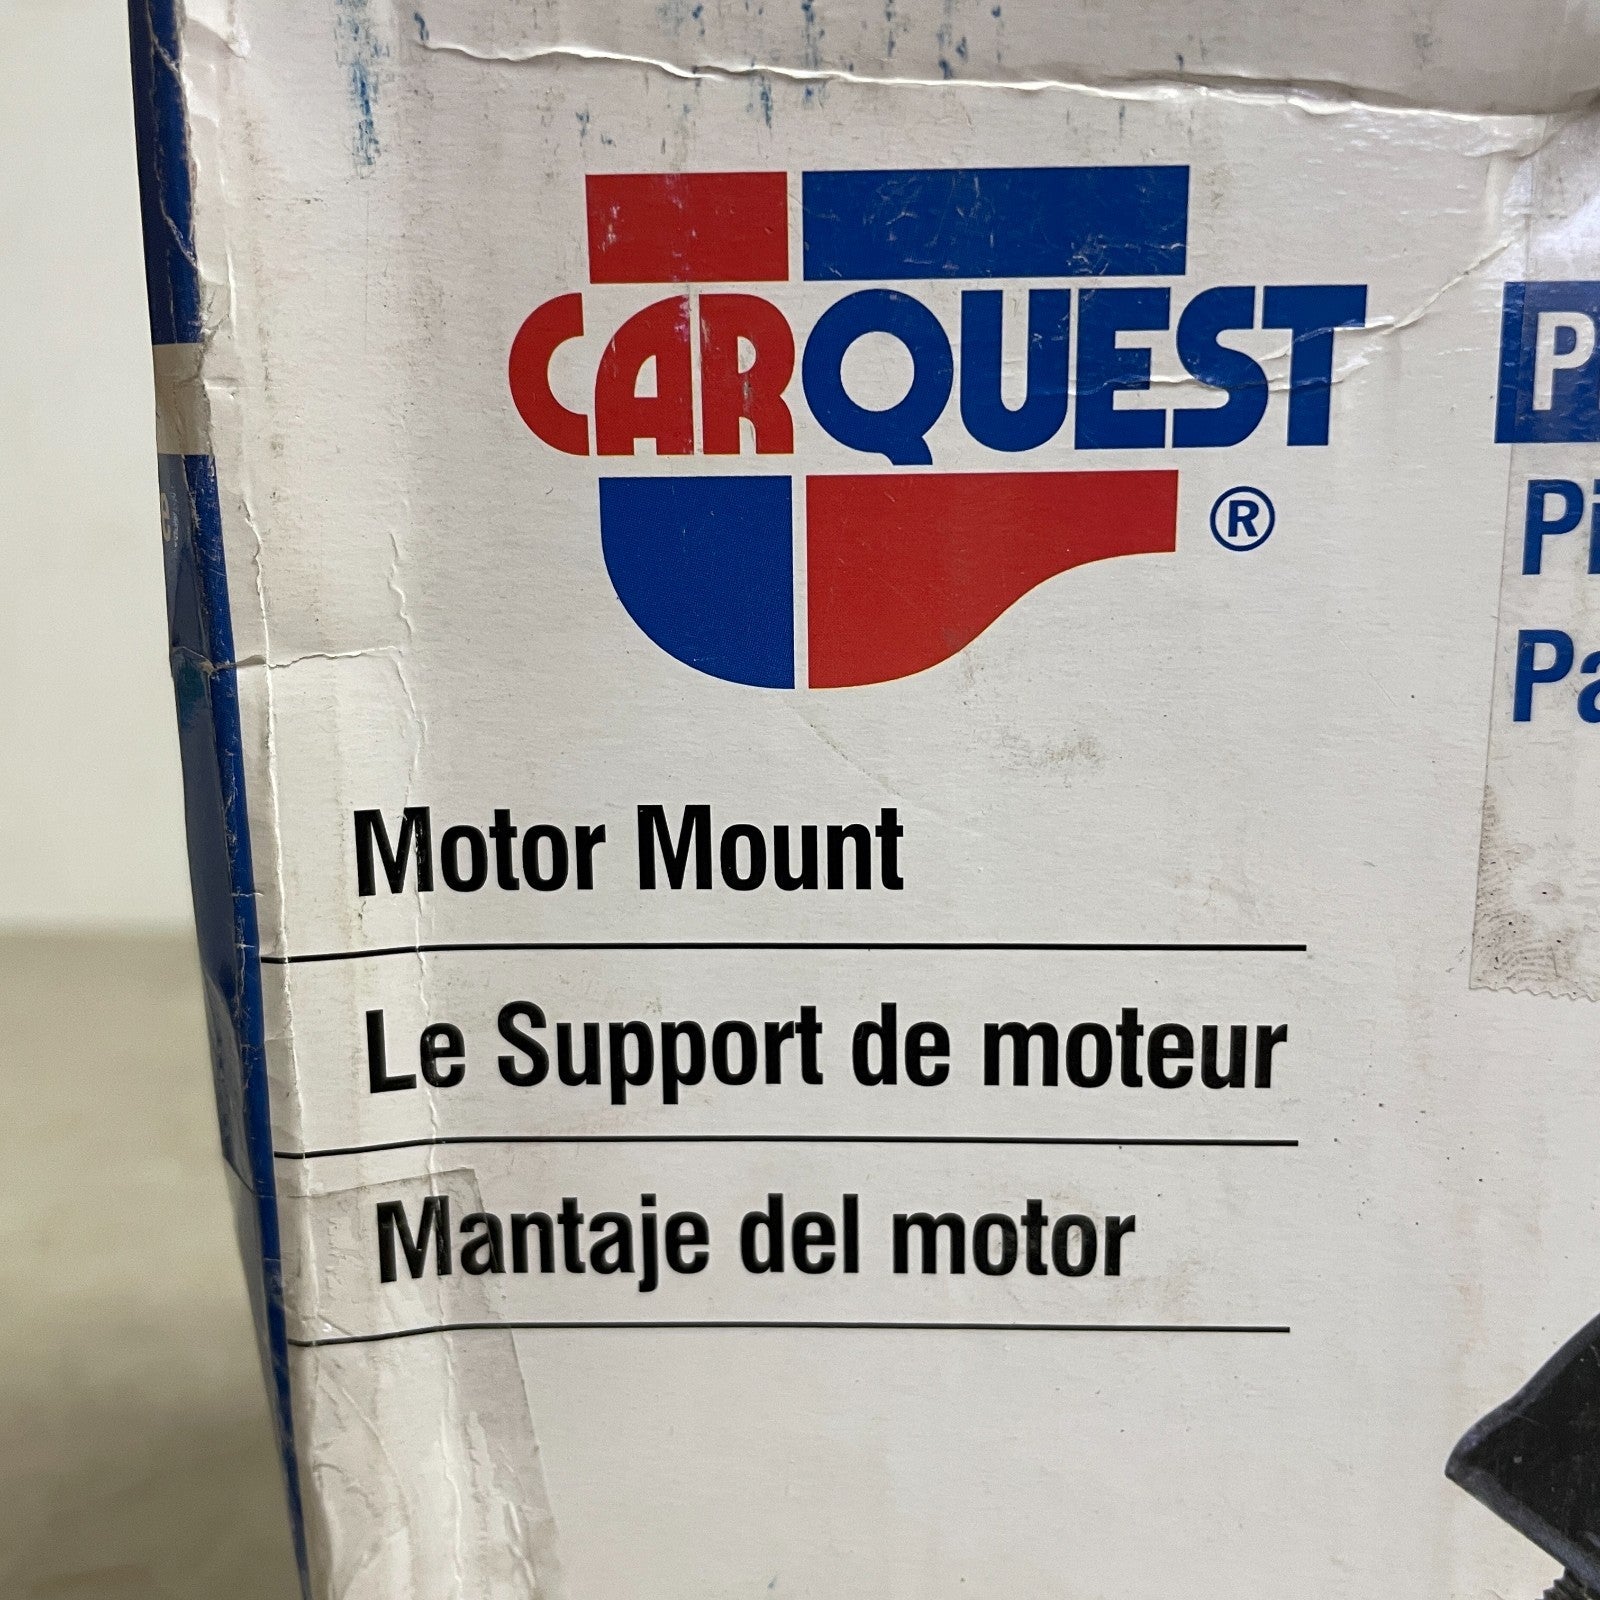 CARQUEST
®
Motor Mount
Le Support de moteur
Mantaje del motor